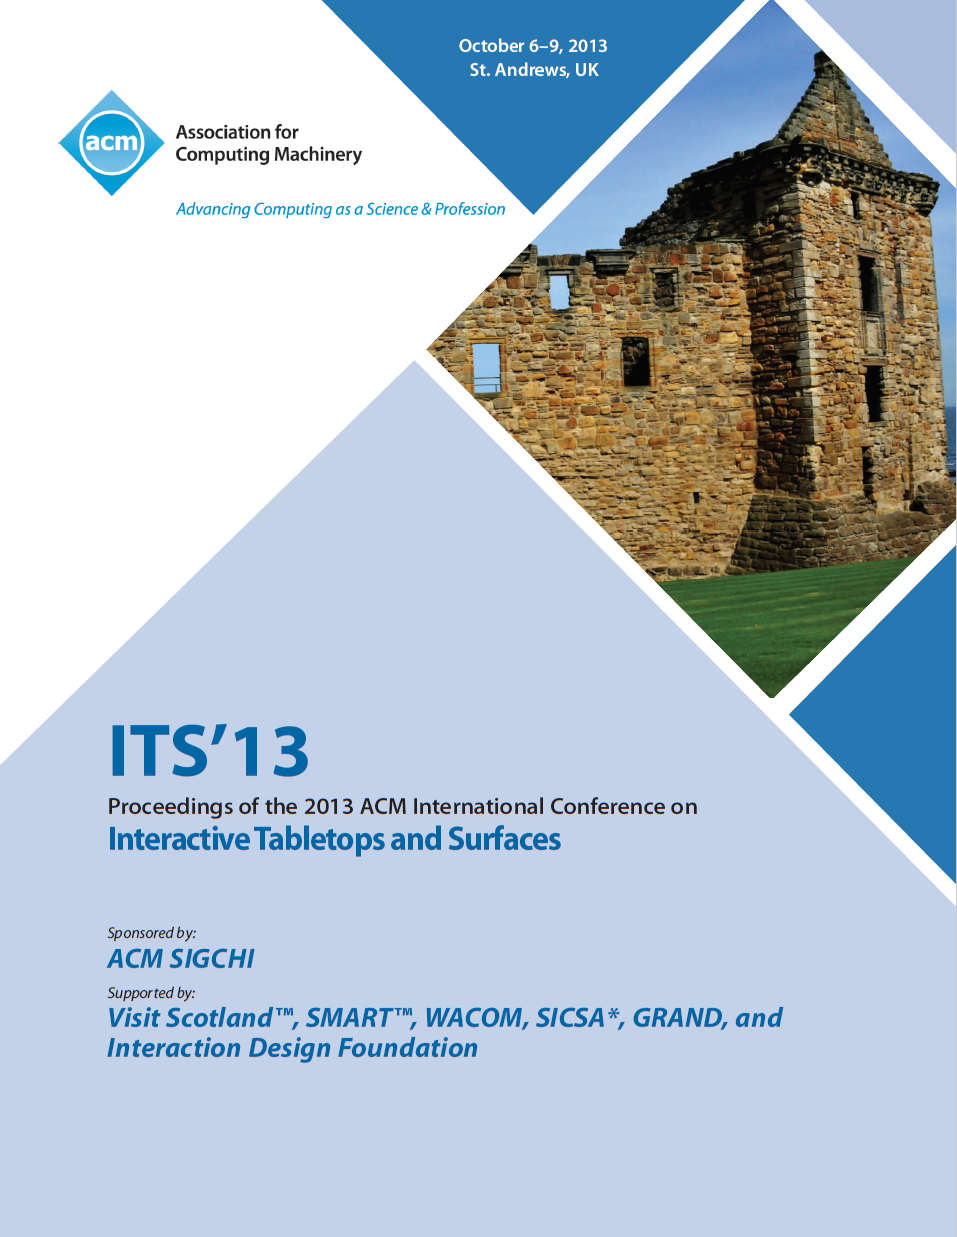 October 6–9, 2013
St. Andrews, UK
acm
Association for
Computing Machinery
Advancing Computing as a Science & Profession
ITS’13
Proceedings of the 2013 ACM International Conference on
Interactive Tabletops and Surfaces
Sponsored by:
ACM SIGCHI
Supported by:
Visit Scotland™, SMART™, WACOM, SICSA*, GRAND, and
Interaction Design Foundation